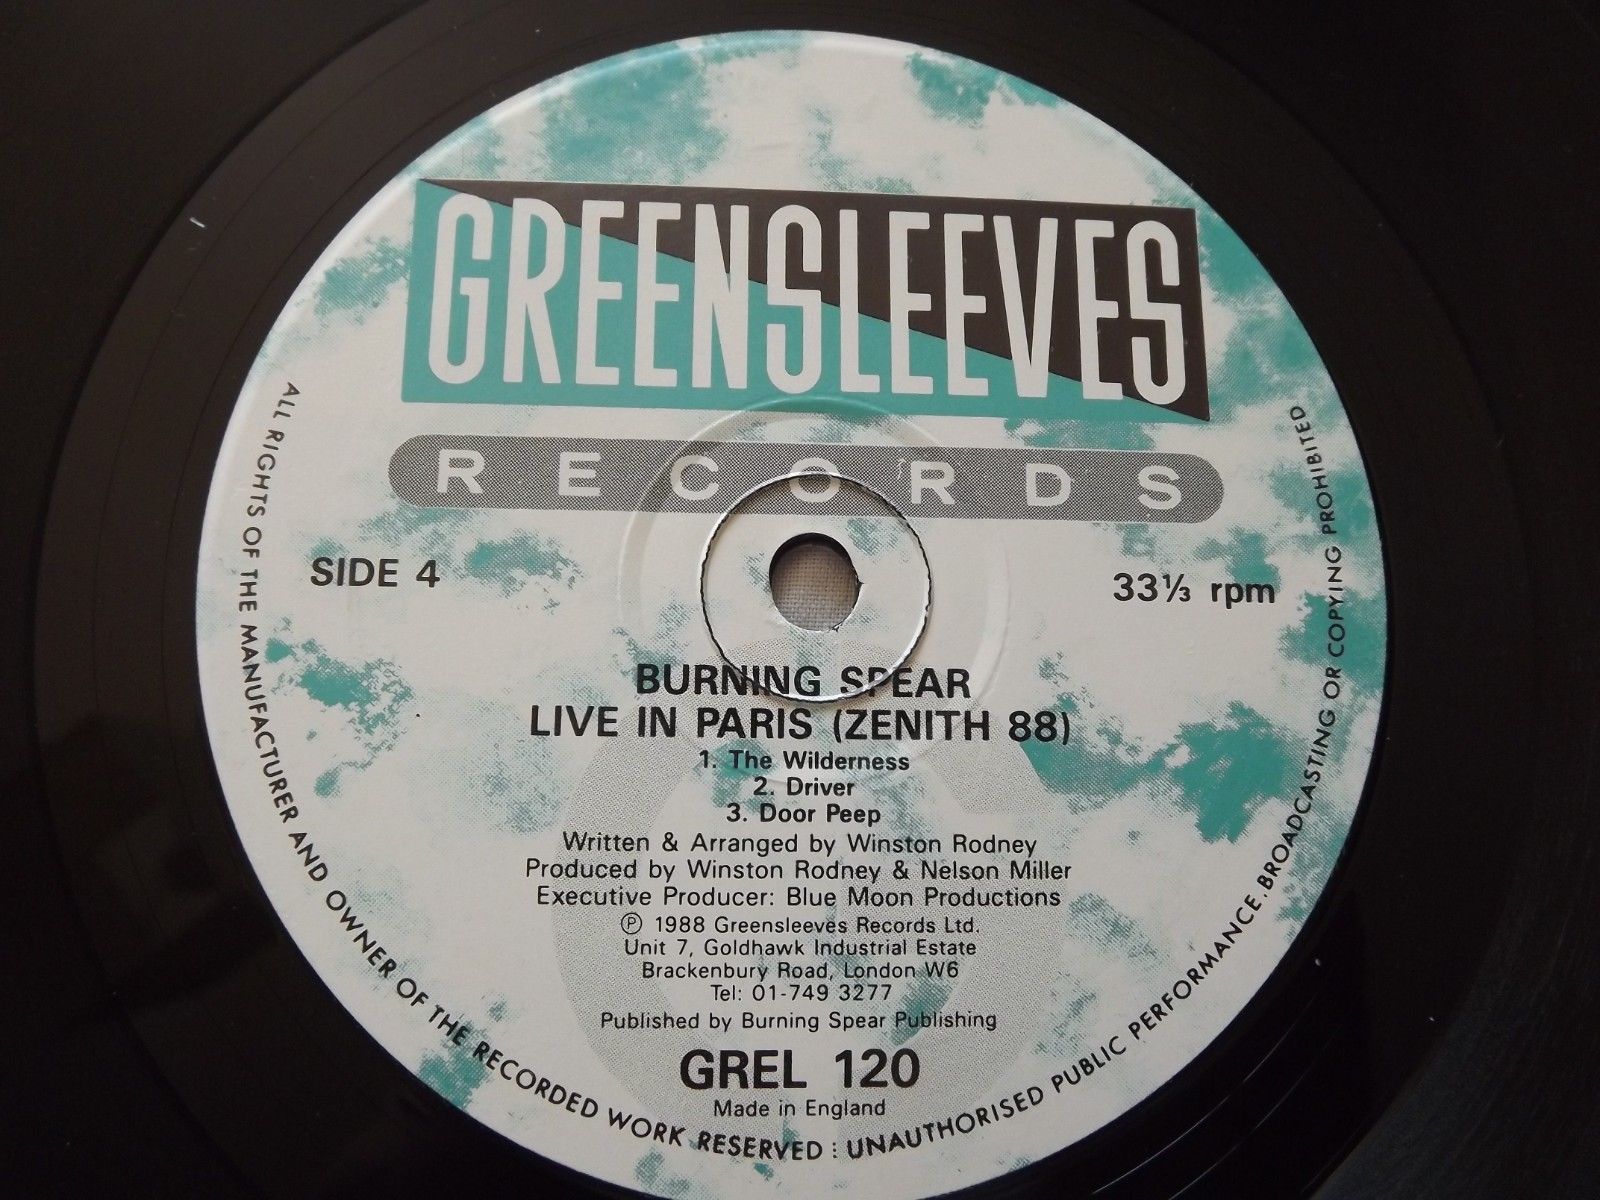 GREENSLEEVES
RECORDS
SIDE 4
33⅓ rpm
BURNING SPEAR
LIVE IN PARIS (ZENITH 88)
1. The Wilderness
2. Driver
3. Door Peep
Written & Arranged by Winston Rodney
Produced by Winston Rodney & Nelson Miller
Executive Producer: Blue Moon Productions
℗ 1988 Greensleeves Records Ltd.
Unit 7, Goldhawk Industrial Estate
Brackenbury Road, London W6
Tel: 01-749 3277
Published by Burning Spear Publishing
GREL 120
Made in England
ALL RIGHTS OF THE MANUFACTURER AND OWNER OF THE RECORDED WORK RESERVED : UNAUTHORISED PUBLIC PERFORMANCE. BROADCASTING OR COPYING PROHIBITED